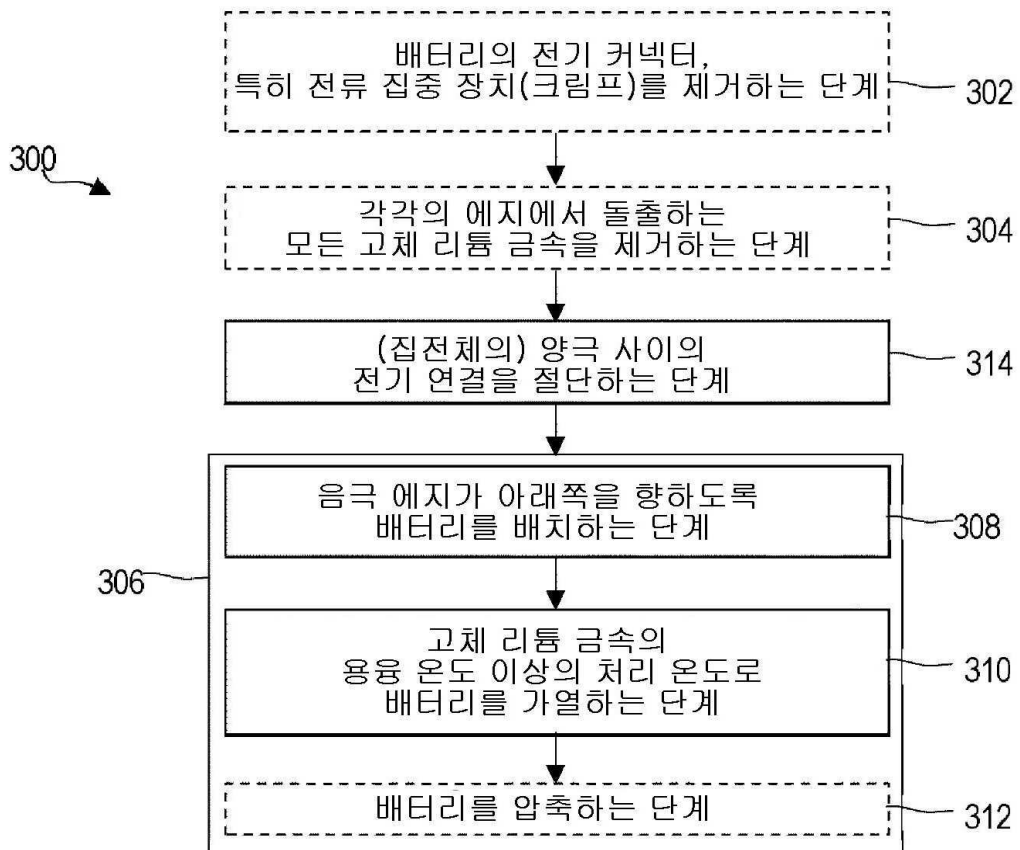 배터리의 전기 커넥터,
특히 전류 집중 장치(크림프)를 제거하는 단계
302
300
각각의 에지에서 돌출하는
모든 고체 리튬 금속을 제거하는 단계
304
(집전체의) 양극 사이의
전기 연결을 절단하는 단계
314
음극 에지가 아래쪽을 향하도록
배터리를 배치하는 단계
308
306
고체 리튬 금속의
용융 온도 이상의 처리 온도로
배터리를 가열하는 단계
310
배터리를 압축하는 단계
312